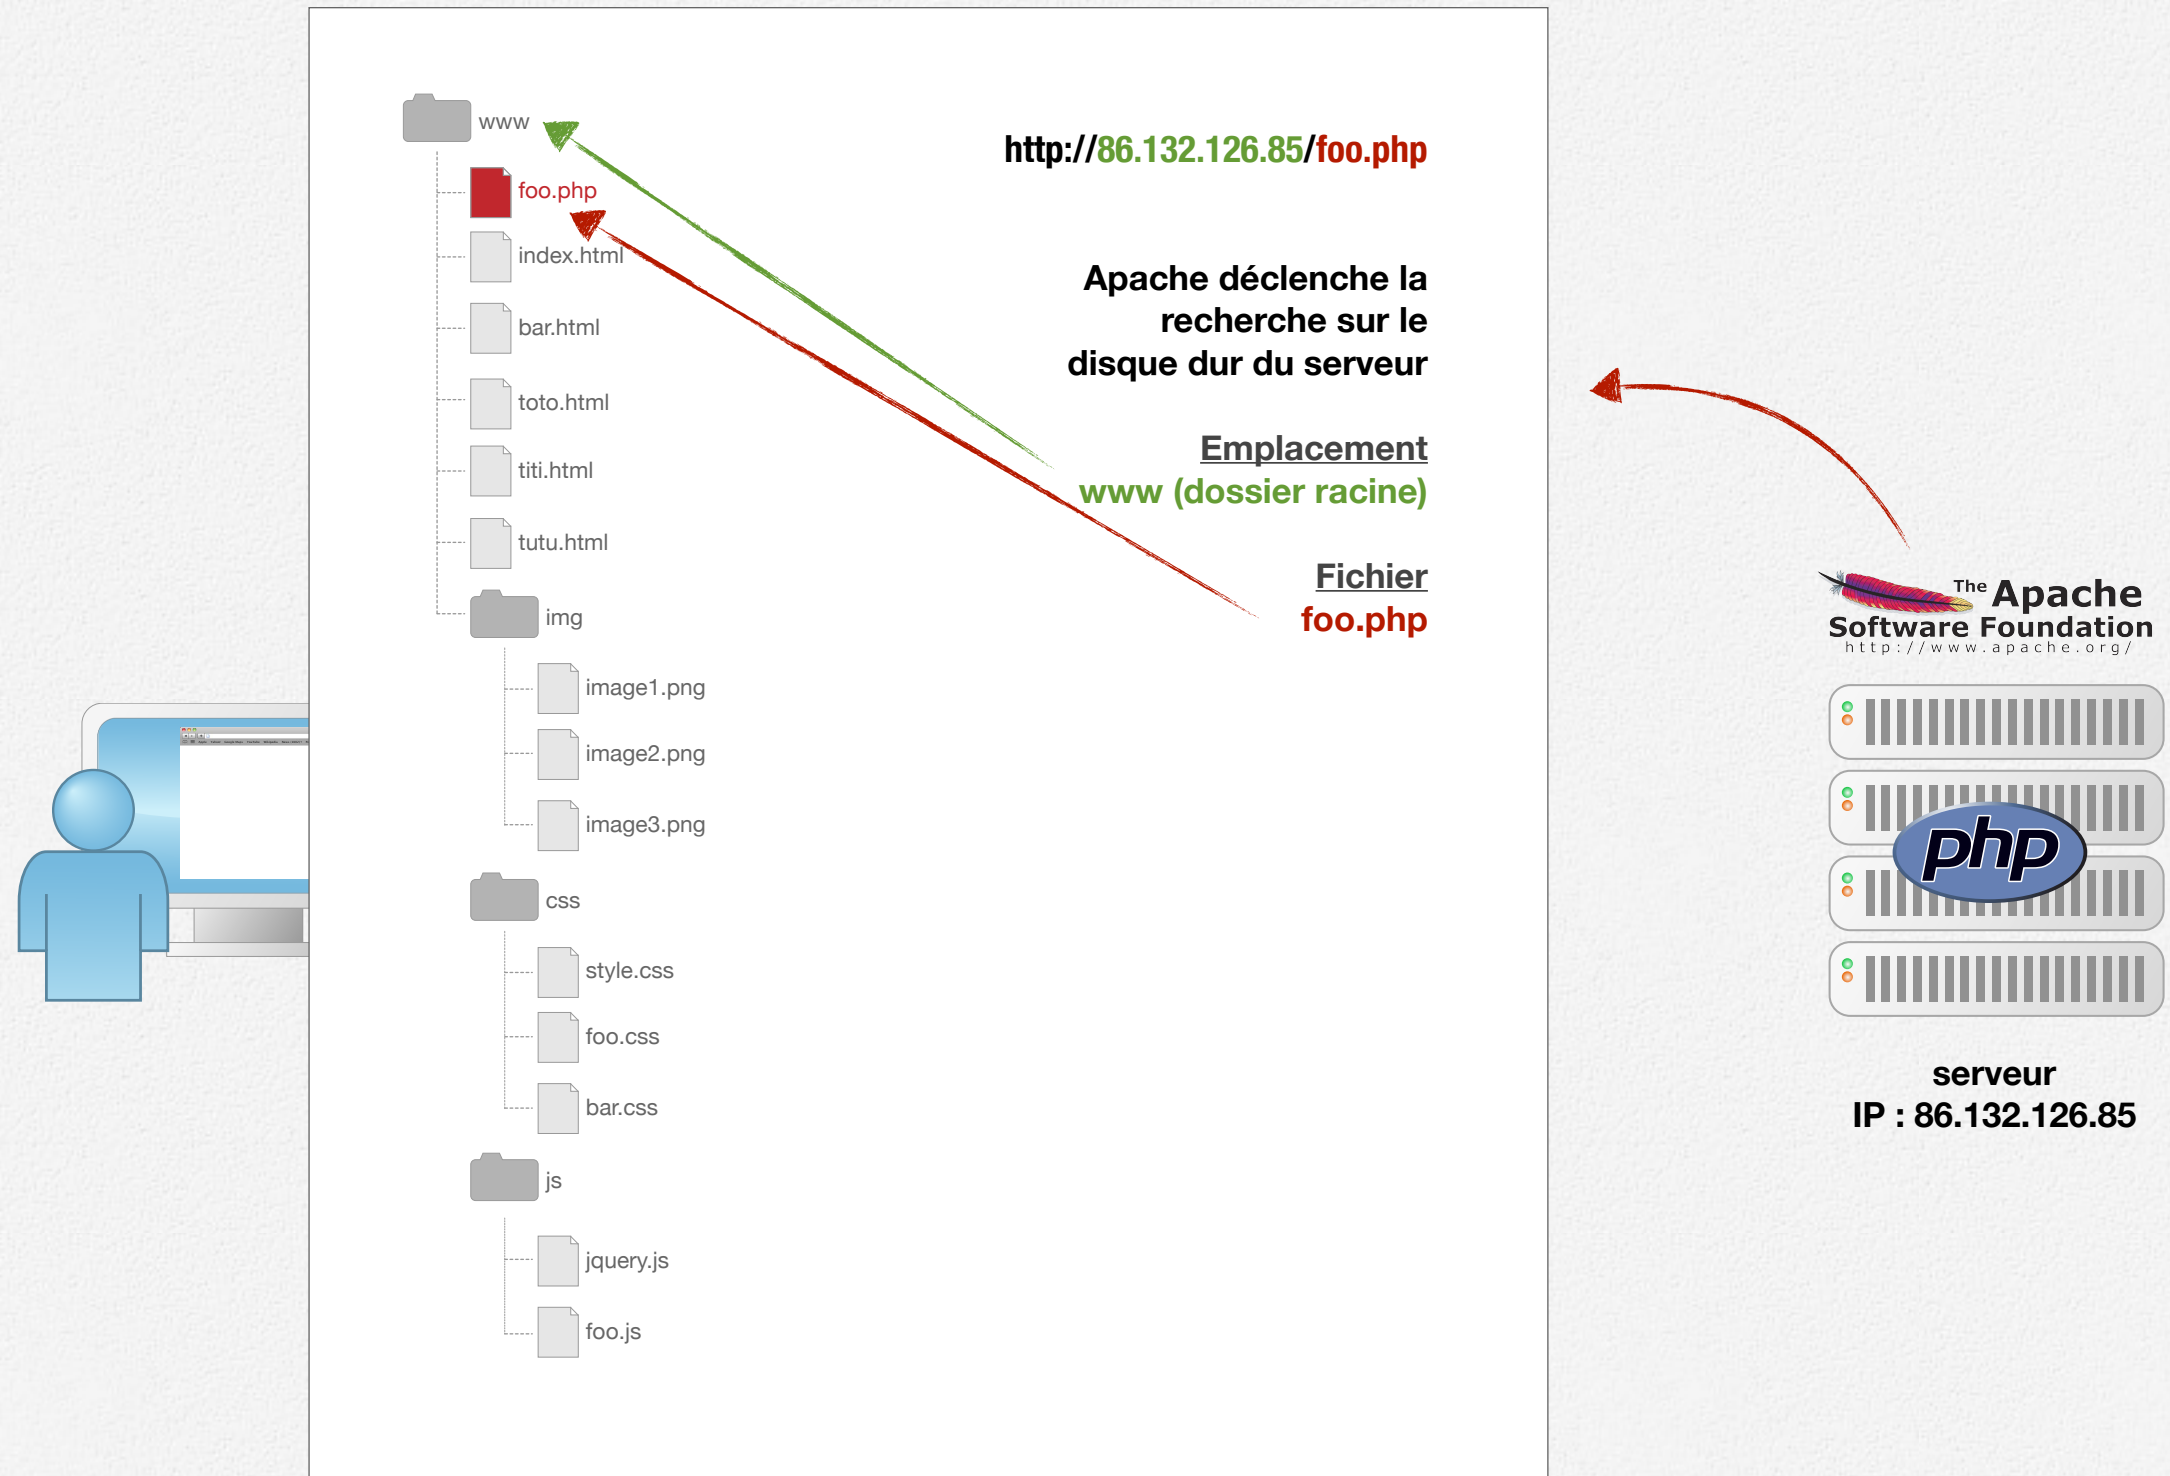 www
foo.php
index.html
bar.html
toto.html
titi.html
tutu.html
img
image1.png
image2.png
image3.png
css
style.css
foo.css
bar.css
js
jquery.js
foo.js
http://86.132.126.85/foo.php
Apache déclenche la
recherche sur le
disque dur du serveur
Emplacement
www (dossier racine)
Fichier
foo.php
The Apache
Software Foundation
http://www.apache.org/
php
serveur
IP : 86.132.126.85